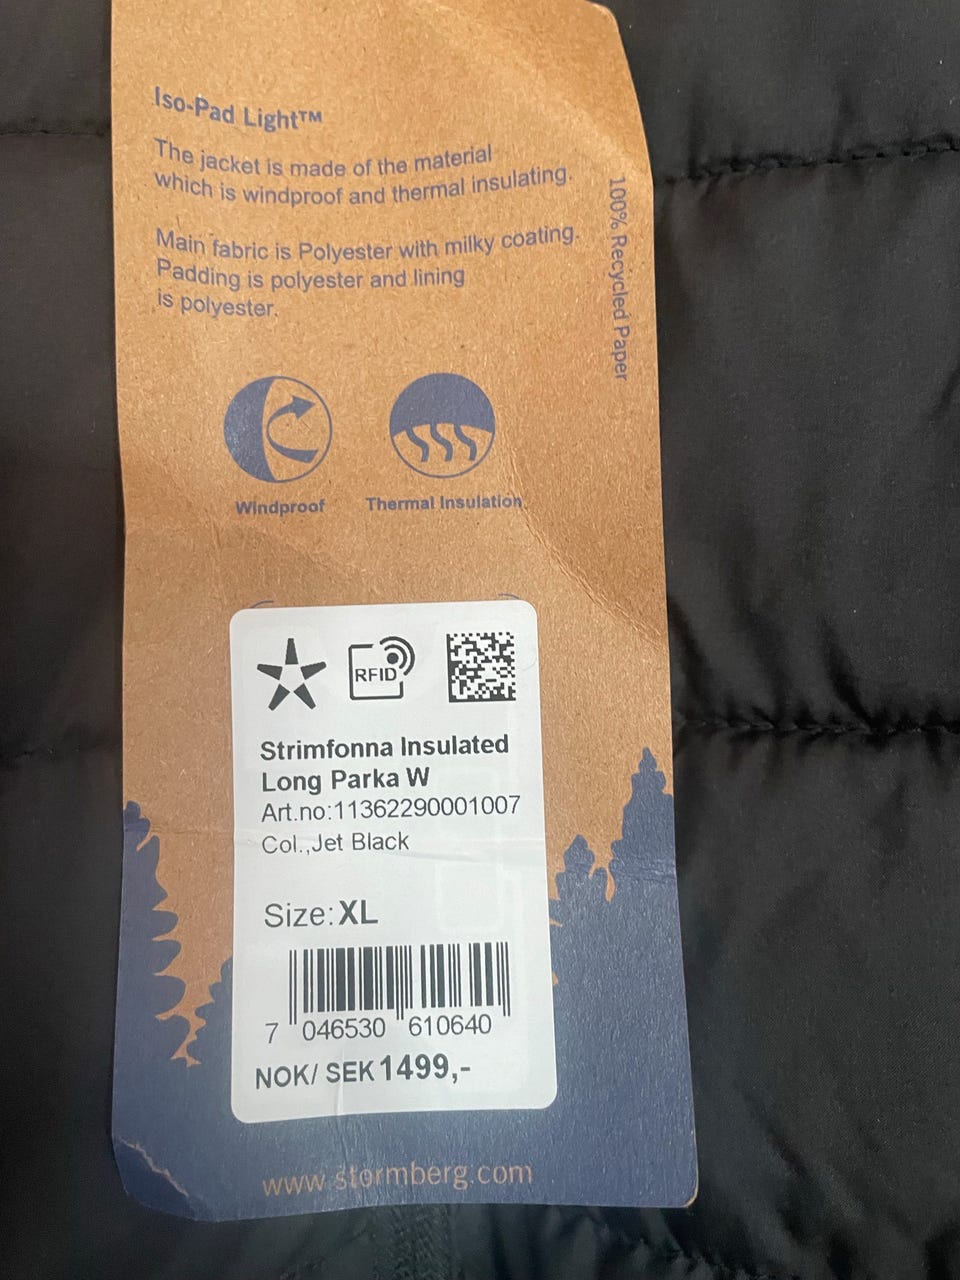 Iso-Pad Light™
The jacket is made of the material
which is windproof and thermal insulating.
Main fabric is Polyester with milky coating.
Padding is polyester and lining
is polyester.
100% Recycled Paper
Windproof
Thermal Insulation
RFID
Strimfonna Insulated
Long Parka W
Art.no:11362290001007
Col.,Jet Black
Size:XL
7 046530 610640
NOK/ SEK 1499,-
www.stormberg.com